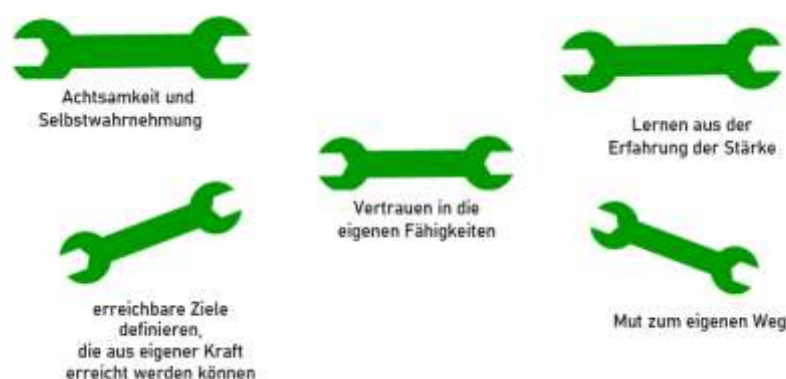 Achtsamkeit und
Selbstwahrnehmung
Lernen aus der
Erfahrung der Stärke
Vertrauen in die
eigenen Fähigkeiten
erreichbare Ziele
definieren,
die aus eigener Kraft
erreicht werden können
Mut zum eigenen Weg